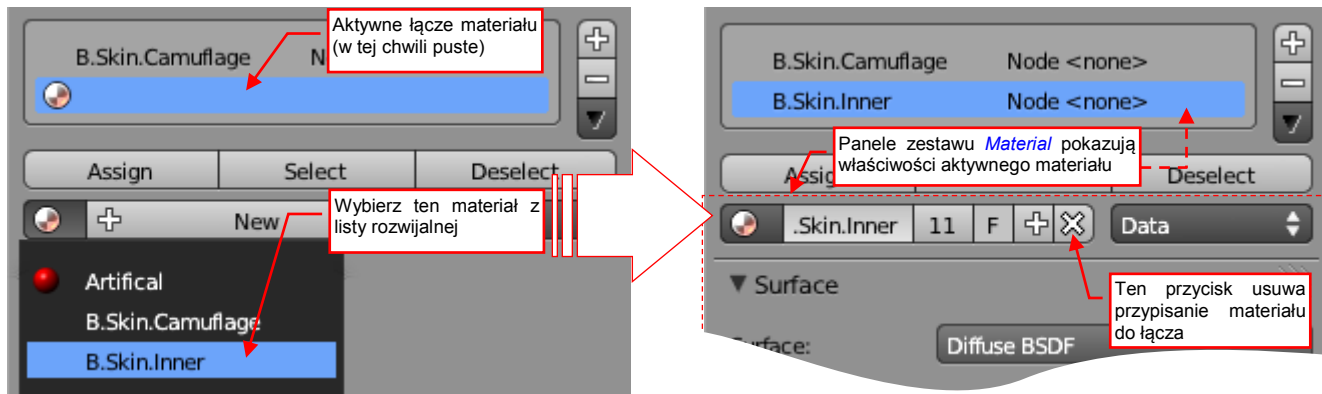 Aktywne łącze materiału
(w tej chwili puste)
B.Skin.Camuflage N
Assign Select Deselect
New
Wybierz ten materiał z
listy rozwijalnej
Artifical
B.Skin.Camuflage
B.Skin.Inner
B.Skin.Camuflage Node <none>
B.Skin.Inner Node <none>
Panele zestawu Material pokazują
właściwości aktywnego materiału
Assig Deselect
.Skin.Inner 11 F Data
Surface
Ten przycisk usuwa
przypisanie materiału
do łącza
Surface: Diffuse BSDF